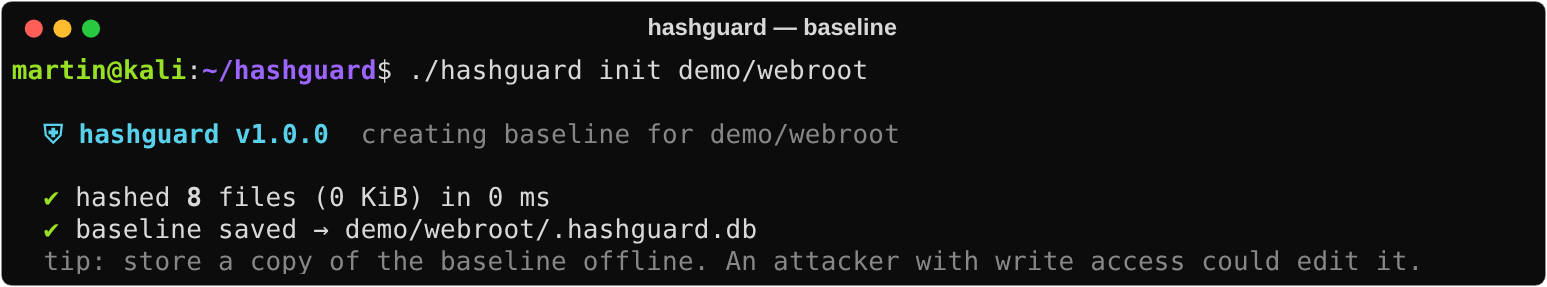 hashguard — baseline
martin@kali:~/hashguard$ ./hashguard init demo/webroot
⛨ hashguard v1.0.0  creating baseline for demo/webroot
✔ hashed 8 files (0 KiB) in 0 ms
✔ baseline saved → demo/webroot/.hashguard.db
tip: store a copy of the baseline offline. An attacker with write access could edit it.